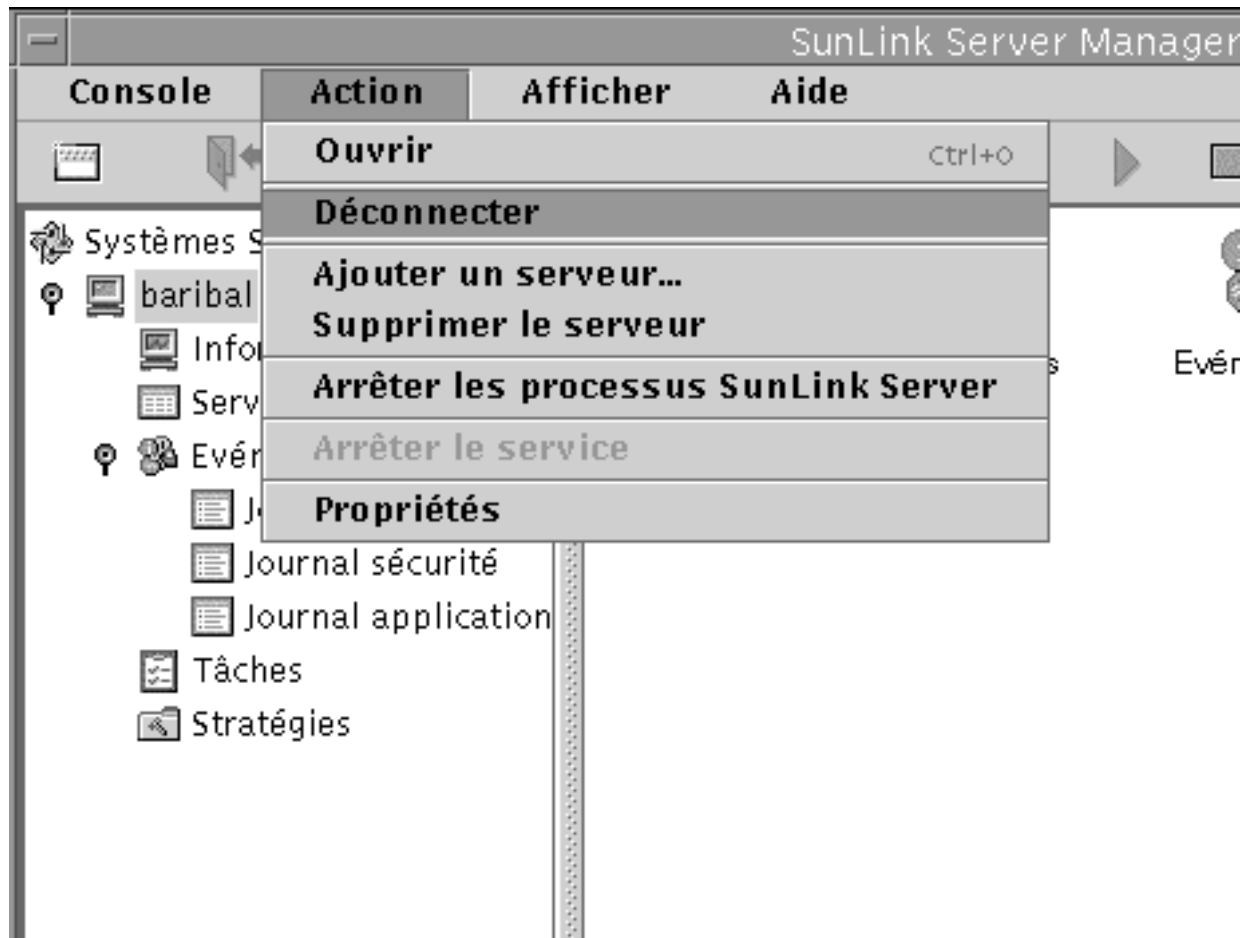 SunLink Server Manager
Console Action Afficher Aide
Ouvrir Ctrl+O
Déconnecter
Systèmes S
Ajouter un serveur...
baribal
Supprimer le serveur
Evér
Arrêter les processus SunLink Server
Arrêter le service
Propriétés
Journal sécurité
Journal application
Tâches
Stratégies